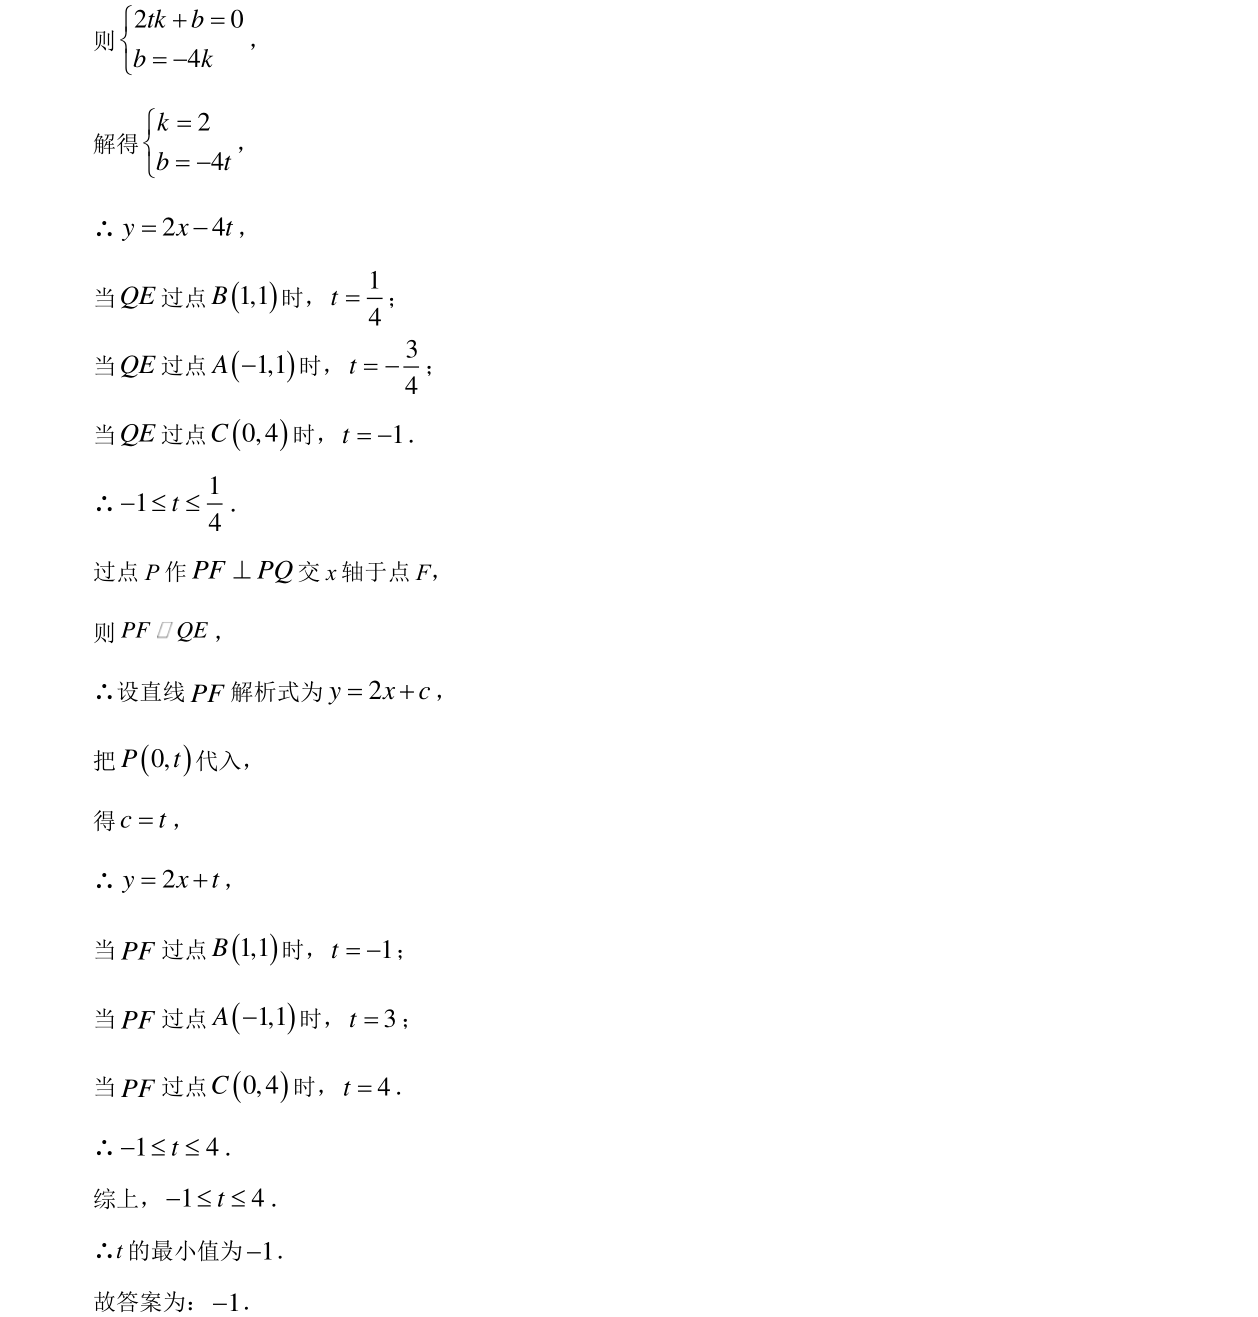 则{2tk+b=0
b=−4k ，
解得{k=2
b=−4t ，
∴ y=2x−4t，
当QE过点B(1,1)时，t=1/4；
当QE过点A(−1,1)时，t=−3/4；
当QE过点C(0,4)时，t=−1．
∴ −1≤t≤1/4．
过点P作PF⊥PQ交x轴于点F，
则PF QE，
∴设直线PF解析式为y=2x+c，
把P(0,t)代入，
得c=t，
∴ y=2x+t，
当PF过点B(1,1)时，t=−1；
当PF过点A(−1,1)时，t=3；
当PF过点C(0,4)时，t=4．
∴ −1≤t≤4．
综上，−1≤t≤4．
∴t的最小值为−1．
故答案为：−1．